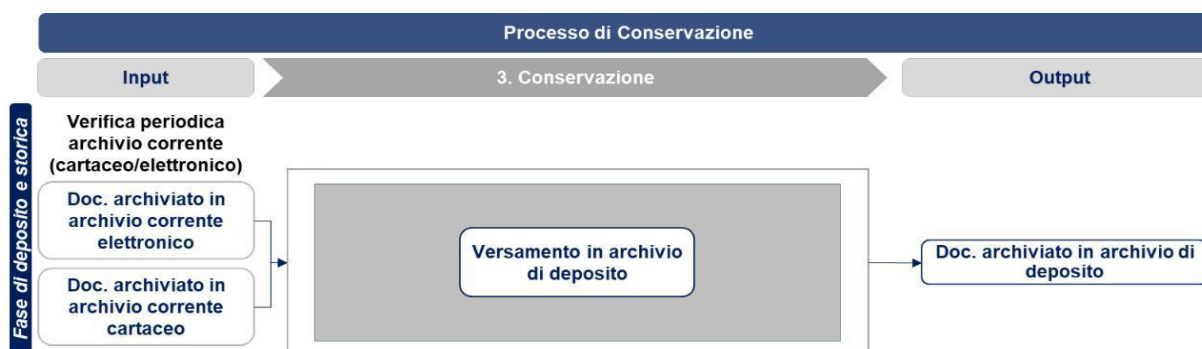 Processo di Conservazione
Input
3. Conservazione
Output
Fase di deposito e storica
Verifica periodica
archivio corrente
(cartaceo/elettronico)
Doc. archiviato in
archivio corrente
elettronico
Doc. archiviato in
archivio corrente
cartaceo
Versamento in archivio
di deposito
Doc. archiviato in archivio di
deposito